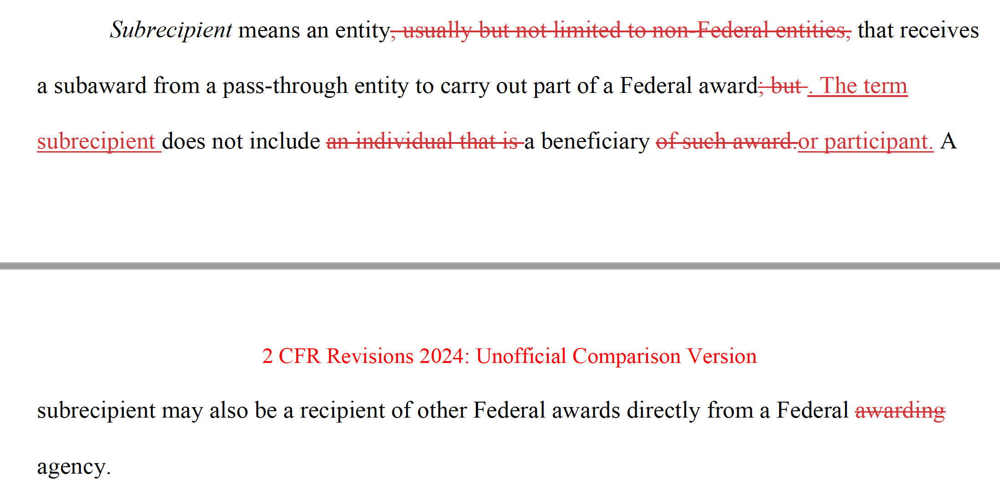 Subrecipient means an entity, usually but not limited to non-Federal entities, that receives
a subaward from a pass-through entity to carry out part of a Federal award; but . The term
subrecipient does not include an individual that is a beneficiary of such award.or participant. A
2 CFR Revisions 2024: Unofficial Comparison Version
subrecipient may also be a recipient of other Federal awards directly from a Federal awarding
agency.